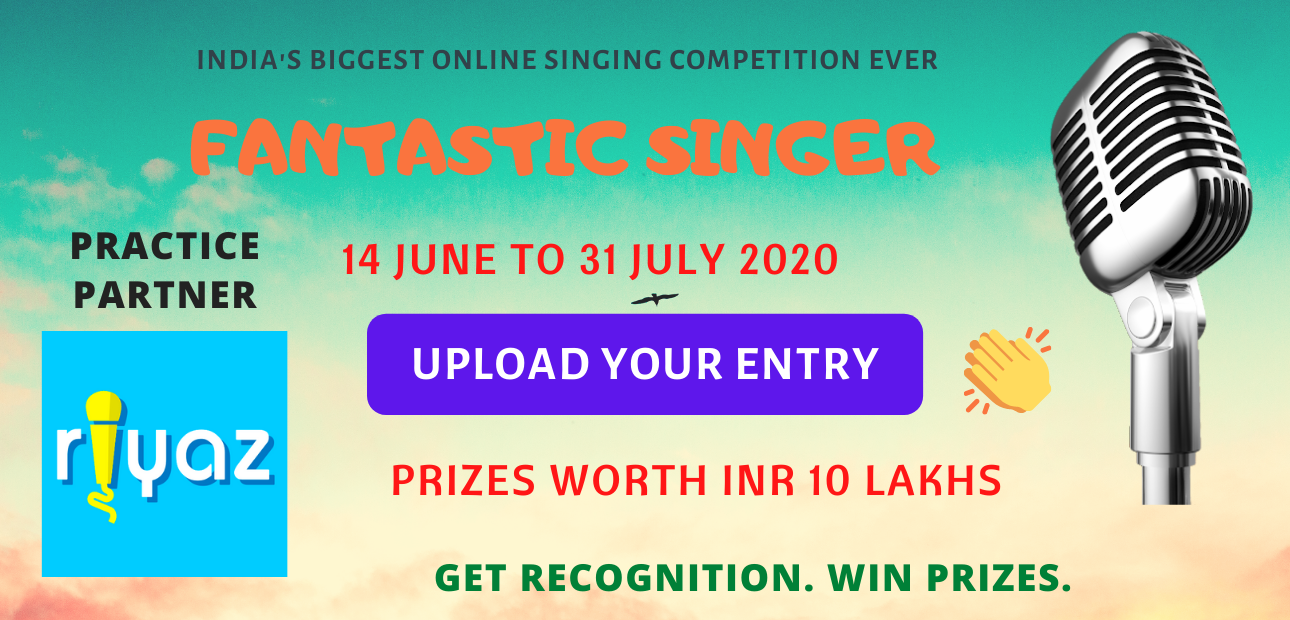 INDIA'S BIGGEST ONLINE SINGING COMPETITION EVER
FANTASTIC SINGER
PRACTICE
PARTNER
riyaz
14 JUNE TO 31 JULY 2020
UPLOAD YOUR ENTRY
PRIZES WORTH INR 10 LAKHS
GET RECOGNITION. WIN PRIZES.